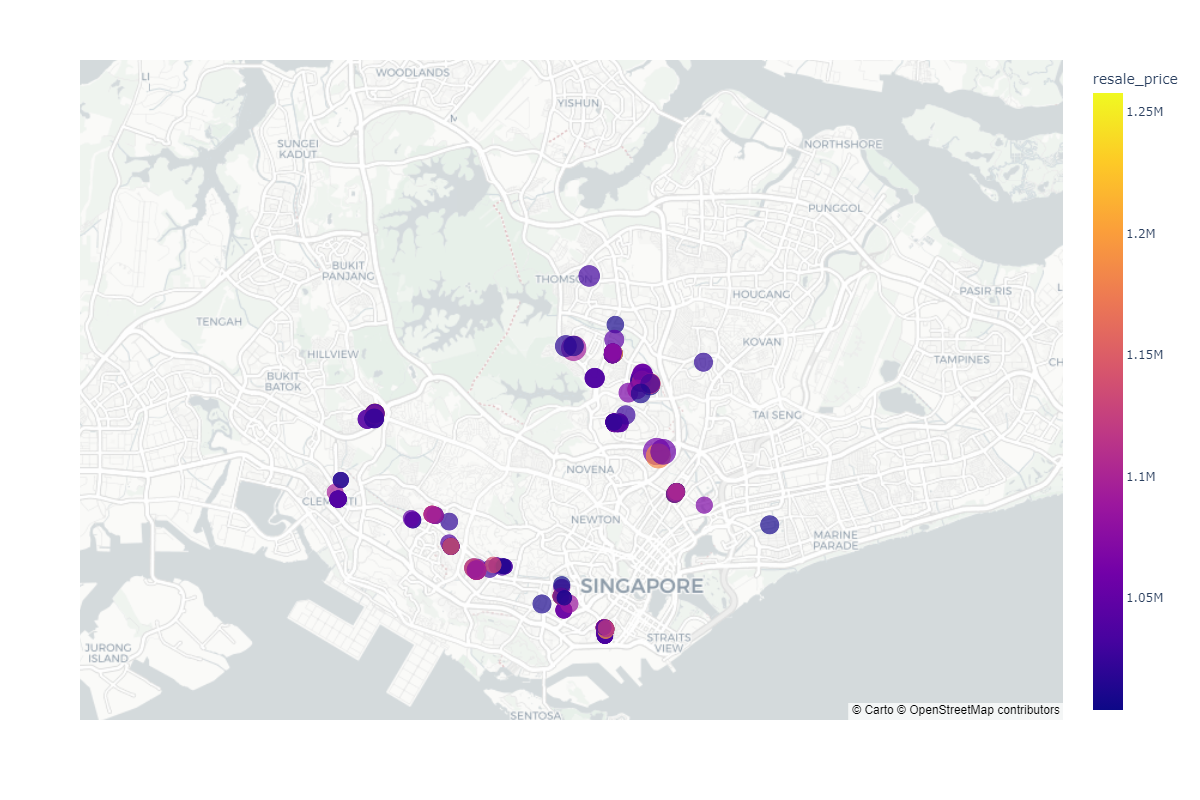 WOODLANDS
LI
YISHUN
SUNGEI
KADUT
NORTHSHORE
PUNGGOL
BUKIT
PANJANG
THOMSON
HOUGANG
PASIR RIS
TENGAH
KOVAN
HILLVIEW
TAMPINES
CH
BUKIT
BATOK
TAI SENG
NOVENA
CLEMENTI
NEWTON
MARINE
PARADE
SINGAPORE
STRAITS
VIEW
JURONG
ISLAND
SENTOSA
© Carto © OpenStreetMap contributors
resale_price
1.25M
1.2M
1.15M
1.1M
1.05M